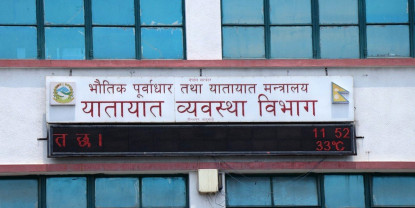 भौतिक पूर्वाधार तथा यातायात मन्त्रालय
यातायात व्यवस्था विभाग
त छ।
11 52
33°C